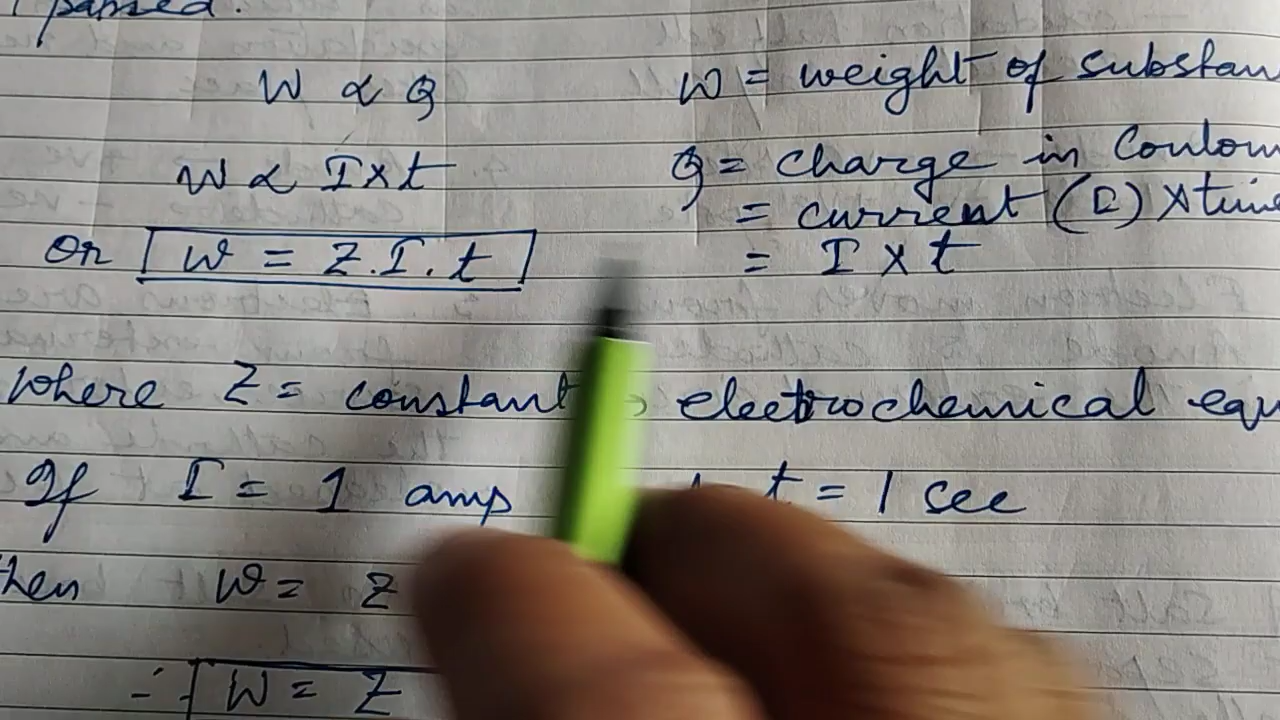 passed.
W ∝ Q
W = weight of substan
W ∝ I×t
Q = charge in Coulom
= current (I) × time
or W = Z.I.t
= I × t
where Z = constant electrochemical equ
If I = 1 amp t = 1 sec
then W = Z
∴ W = Z